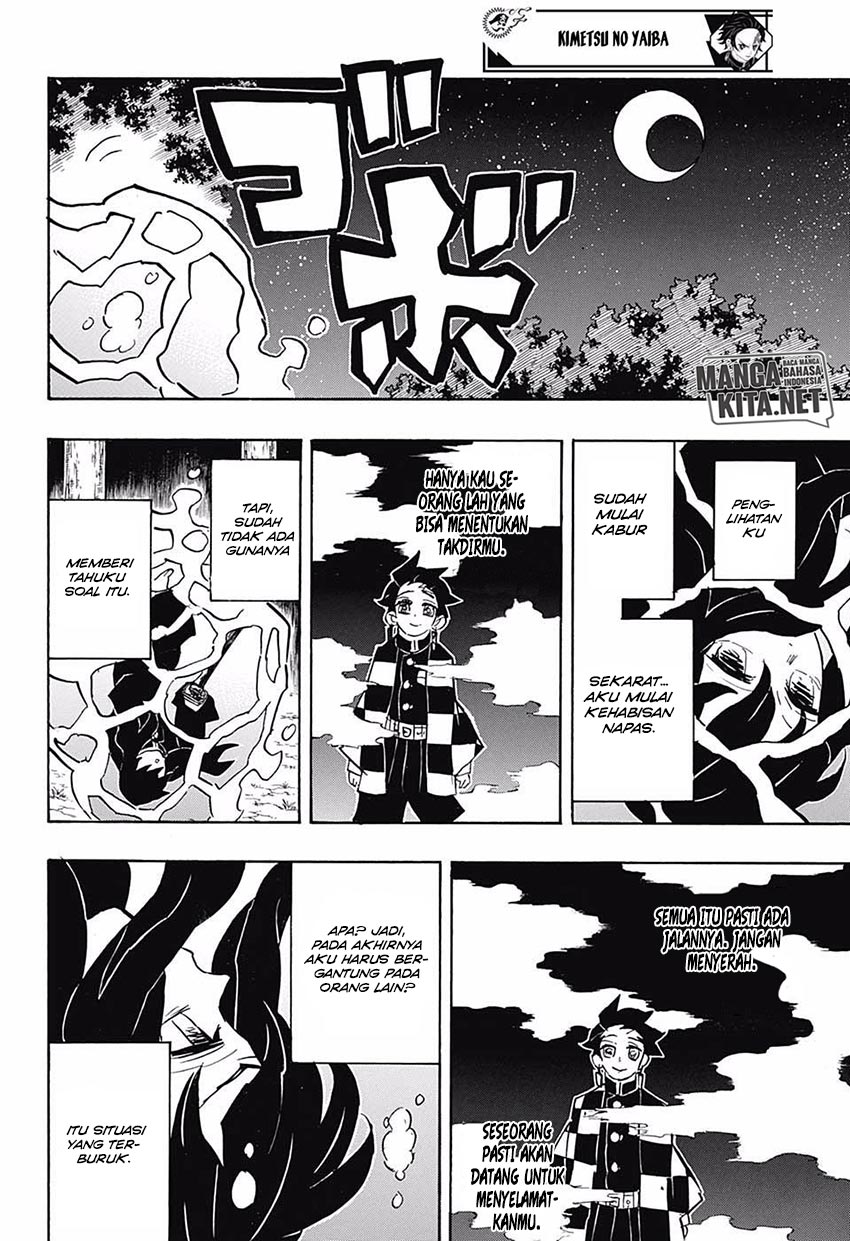 KIMETSU NO YAIBA
ゴボ
MANGA
KITA.NET
BACA MANGA
BAHASA
INDONESIA
PENG-
LIHATAN
KU
SUDAH
MULAI
KABUR
SEKARAT...
AKU MULAI
KEHABISAN
NAPAS.
HANYA KAU SE-
ORANG LAH YANG
BISA MENENTUKAN
TAKDIRMU.
TAPI,
SUDAH
TIDAK ADA
GUNANYA
MEMBERI
TAHUKU
SOAL ITU.
SEMUA ITU PASTI ADA
JALANNYA. JANGAN
MENYERAH.
SESEORANG
PASTI AKAN
DATANG UNTUK
MENYELAMAT-
KANMU.
APA? JADI,
PADA AKHIRNYA
AKU HARUS BER-
GANTUNG PADA
ORANG LAIN?
ITU SITUASI
YANG TER-
BURUK.